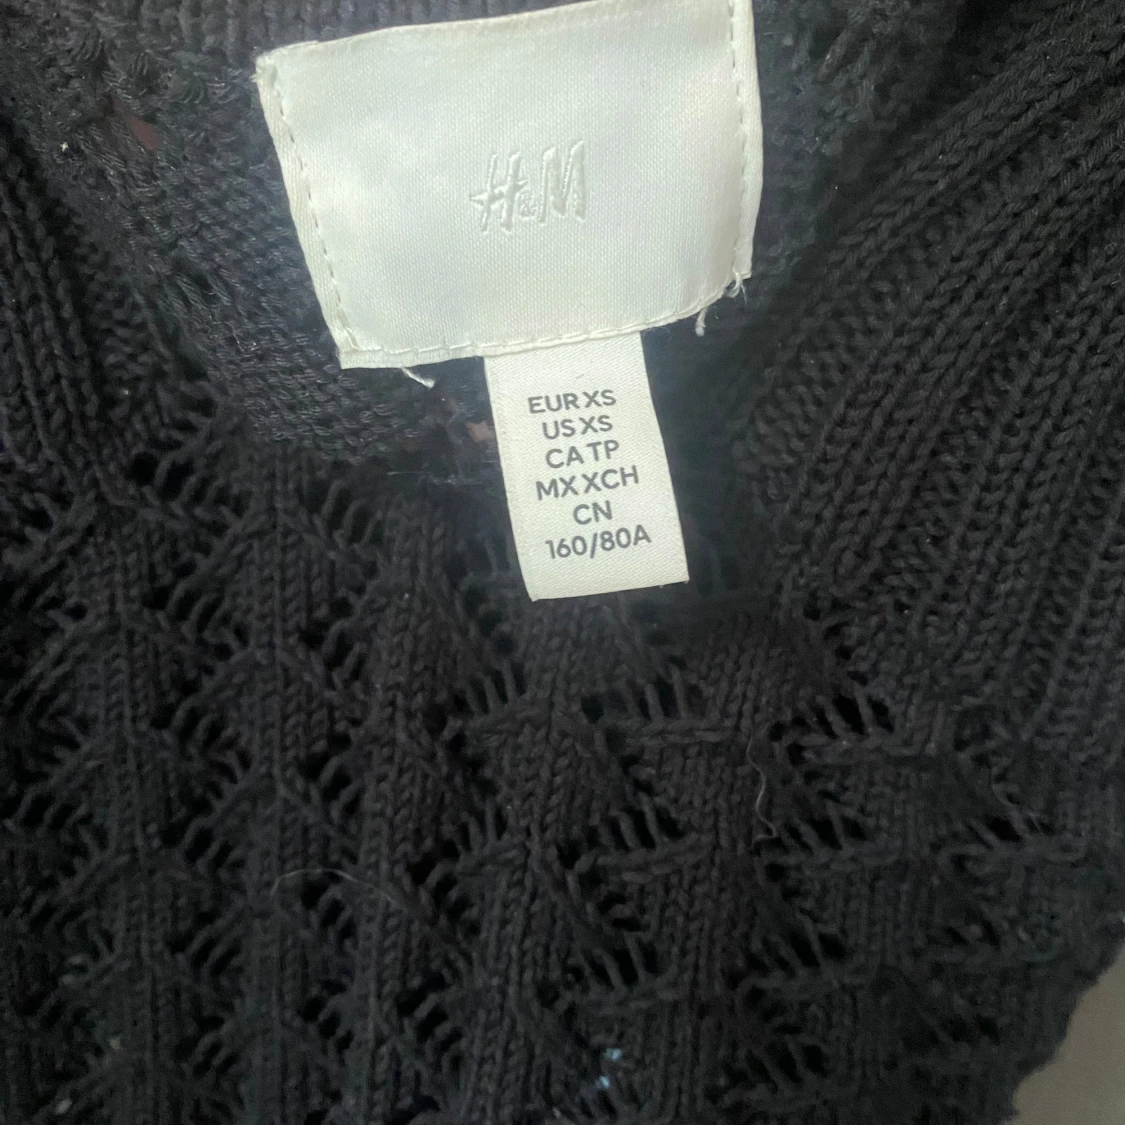 H&M
EUR XS
US XS
CA TP
MX XCH
CN
160/80A